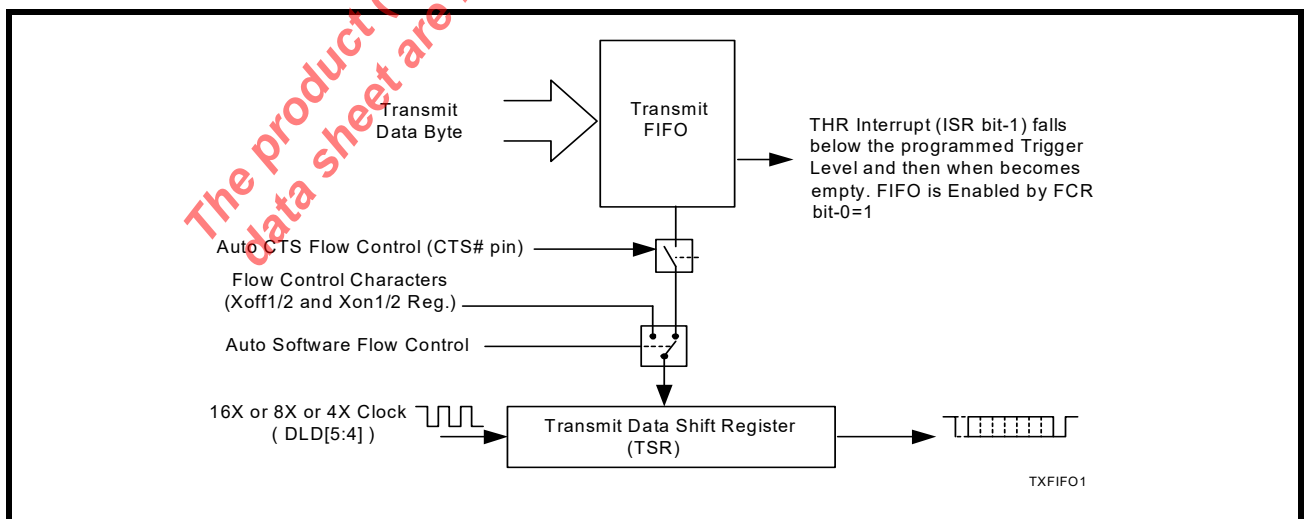 The product (
data sheet are
Transmit
Data Byte
Transmit
FIFO
THR Interrupt (ISR bit-1) falls
below the programmed Trigger
Level and then when becomes
empty. FIFO is Enabled by FCR
bit-0=1
Auto CTS Flow Control (CTS# pin)
Flow Control Characters
(Xoff1/2 and Xon1/2 Reg.)
Auto Software Flow Control
16X or 8X or 4X Clock
( DLD[5:4] )
Transmit Data Shift Register
(TSR)
TXFIFO1